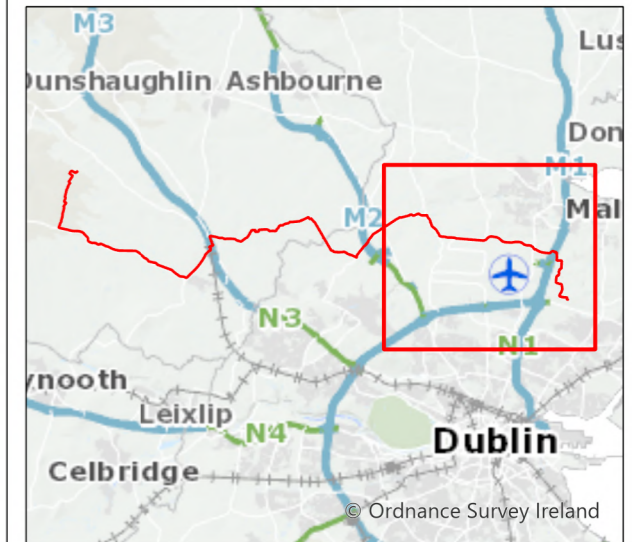 M3
Lus
Dunshaughlin Ashbourne
Don
M1
Mal
M2
N3
N1
ynooth
Leixlip
N4
Dublin
Celbridge
© Ordnance Survey Ireland